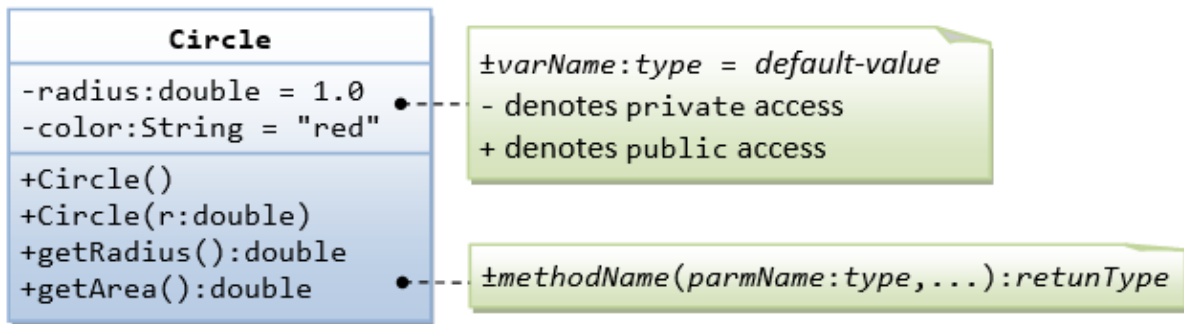 Circle
-radius:double = 1.0
-color:String = "red"
+Circle()
+Circle(r:double)
+getRadius():double
+getArea():double
±varName:type = default-value
- denotes private access
+ denotes public access
±methodName(parmName:type,...):retunType